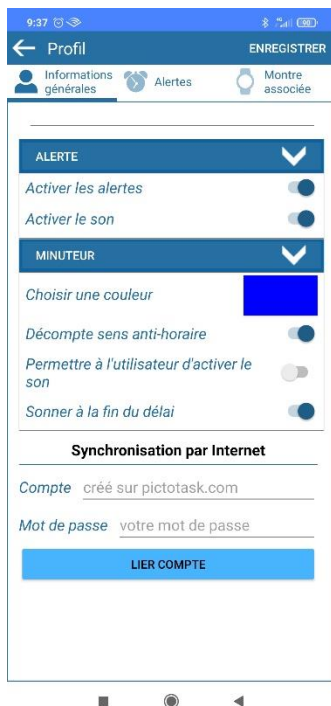 9:37
90
Profil
ENREGISTRER
Informations
générales
Alertes
Montre
associée
ALERTE
Activer les alertes
Activer le son
MINUTEUR
Choisir une couleur
Décompte sens anti-horaire
Permettre à l'utilisateur d'activer le
son
Sonner à la fin du délai
Synchronisation par Internet
Compte créé sur pictotask.com
Mot de passe votre mot de passe
LIER COMPTE